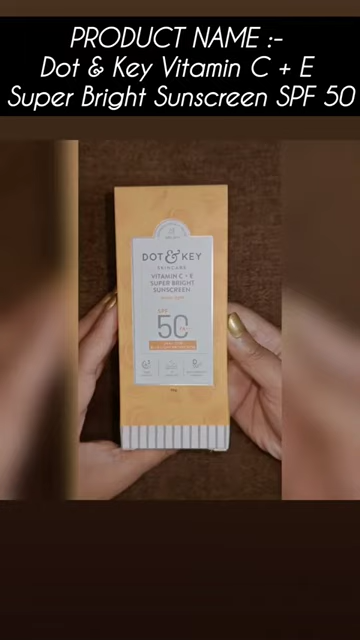 PRODUCT NAME :-
Dot & Key Vitamin C + E
Super Bright Sunscreen SPF 50
DOT & KEY
SKINCARE
VITAMIN C + E
SUPER BRIGHT
SUNSCREEN
SPF
50